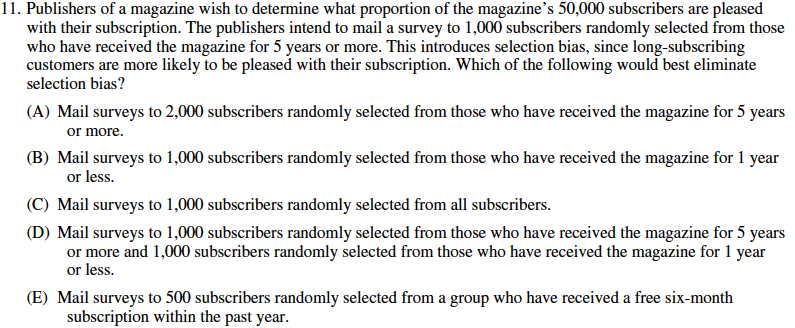 11. Publishers of a magazine wish to determine what proportion of the magazine's 50,000 subscribers are pleased
with their subscription. The publishers intend to mail a survey to 1,000 subscribers randomly selected from those
who have received the magazine for 5 years or more. This introduces selection bias, since long-subscribing
customers are more likely to be pleased with their subscription. Which of the following would best eliminate
selection bias?
(A) Mail surveys to 2,000 subscribers randomly selected from those who have received the magazine for 5 years
or more.
(B) Mail surveys to 1,000 subscribers randomly selected from those who have received the magazine for 1 year
or less.
(C) Mail surveys to 1,000 subscribers randomly selected from all subscribers.
(D) Mail surveys to 1,000 subscribers randomly selected from those who have received the magazine for 5 years
or more and 1,000 subscribers randomly selected from those who have received the magazine for 1 year
or less.
(E) Mail surveys to 500 subscribers randomly selected from a group who have received a free six-month
subscription within the past year.